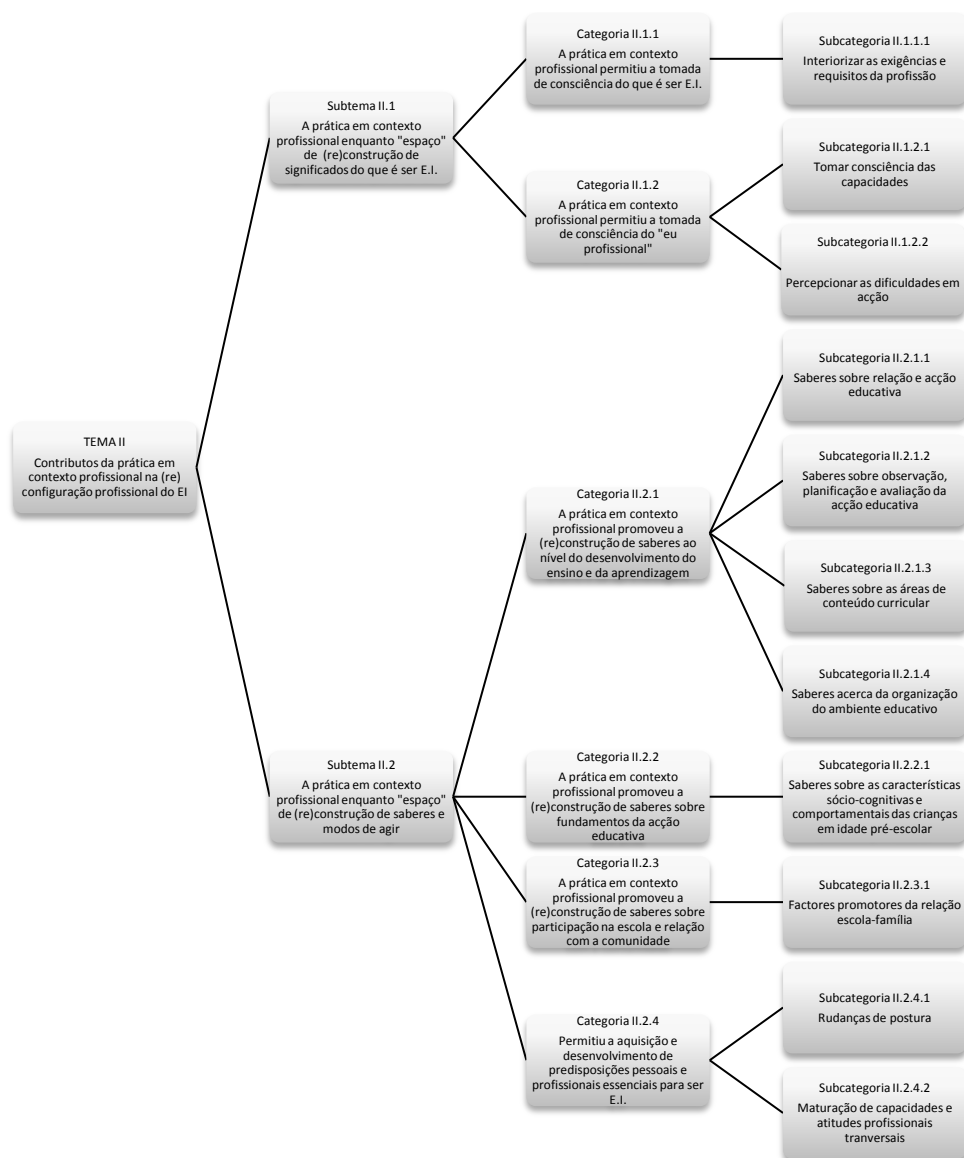 TEMA II
Contributos da prática em
contexto profissional na (re)
configuração profissional do EI
Subtema II.1
A prática em contexto
profissional enquanto "espaço"
de (re)construção de
significados do que é ser E.I.
Categoria II.1.1
A prática em contexto
profissional permitiu a tomada
de consciência do que é ser E.I.
Subcategoria II.1.1.1
Interiorizar as exigências e
requisitos da profissão
Categoria II.1.2
A prática em contexto
profissional permitiu a tomada
de consciência do "eu
profissional"
Subcategoria II.1.2.1
Tomar consciência das
capacidades
Subcategoria II.1.2.2
Percepcionar as dificuldades em
acção
Subtema II.2
A prática em contexto
profissional enquanto "espaço"
de (re)construção de saberes e
modos de agir
Categoria II.2.1
A prática em contexto
profissional promoveu a
(re)construção de saberes ao
nível do desenvolvimento do
ensino e da aprendizagem
Subcategoria II.2.1.1
Saberes sobre relação e acção
educativa
Subcategoria II.2.1.2
Saberes sobre observação,
planificação e avaliação da
acção educativa
Subcategoria II.2.1.3
Saberes sobre as áreas de
conteúdo curricular
Subcategoria II.2.1.4
Saberes acerca da organização
do ambiente educativo
Categoria II.2.2
A prática em contexto
profissional promoveu a
(re)construção de saberes sobre
fundamentos da acção
educativa
Subcategoria II.2.2.1
Saberes sobre as características
sócio-cognitivas e
comportamentais das crianças
em idade pré-escolar
Categoria II.2.3
A prática em contexto
profissional promoveu a
(re)construção de saberes sobre
participação na escola e relação
com a comunidade
Subcategoria II.2.3.1
Factores promotores da relação
escola-família
Categoria II.2.4
Permitiu a aquisição e
desenvolvimento de
predisposições pessoais e
profissionais essenciais para ser
E.I.
Subcategoria II.2.4.1
Rudanças de postura
Subcategoria II.2.4.2
Maturação de capacidades e
atitudes profissionais
tranversais